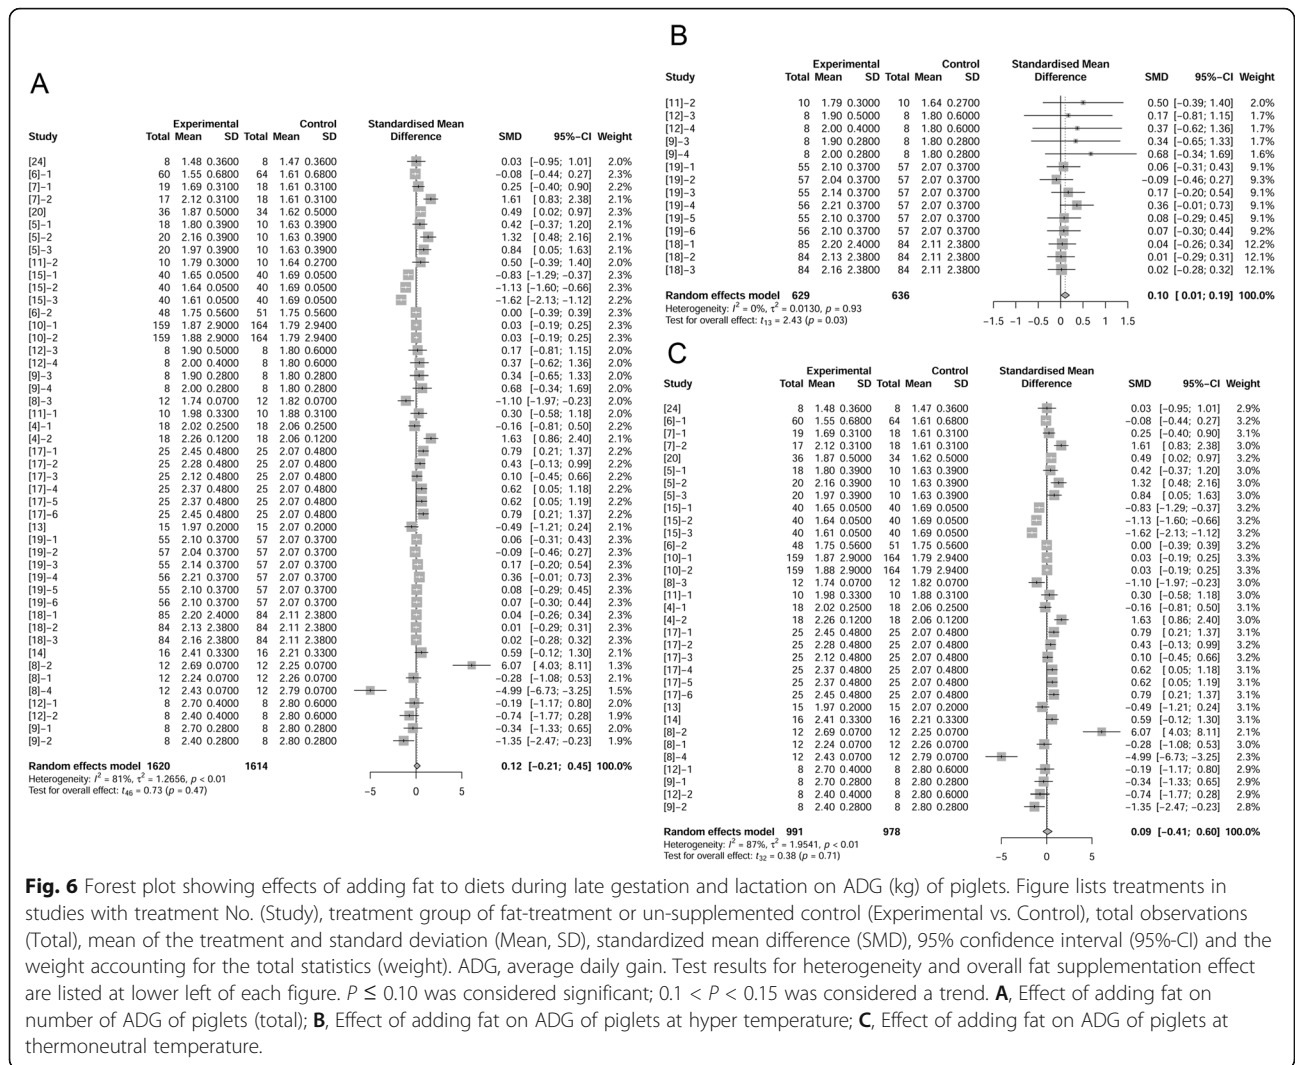 A
Experimental Control Standardised Mean
Study Total Mean SD Total Mean SD Difference SMD 95%-CI Weight
[24] 8 1.48 0.3600 8 1.47 0.3600 0.03 [-0.95; 1.01] 2.0%
[6]-1 60 1.55 0.6800 64 1.61 0.6800 -0.08 [-0.44; 0.27] 2.3%
[7]-1 19 1.69 0.3100 18 1.61 0.3100 0.25 [-0.40; 0.90] 2.2%
[7]-2 17 2.12 0.3100 18 1.61 0.3100 1.61 [ 0.83; 2.38] 2.1%
[20] 36 1.87 0.5000 34 1.62 0.5000 0.49 [ 0.02; 0.97] 2.3%
[5]-1 18 1.80 0.3900 10 1.63 0.3900 0.42 [-0.37; 1.20] 2.1%
[5]-2 20 2.16 0.3900 10 1.63 0.3900 1.32 [ 0.48; 2.16] 2.1%
[5]-3 20 1.97 0.3900 10 1.63 0.3900 0.84 [ 0.05; 1.63] 2.1%
[11]-2 10 1.79 0.3000 10 1.64 0.2700 0.50 [-0.39; 1.40] 2.0%
[15]-1 40 1.65 0.0500 40 1.69 0.0500 -0.83 [-1.29; -0.37] 2.3%
[15]-2 40 1.64 0.0500 40 1.69 0.0500 -1.13 [-1.60; -0.66] 2.3%
[15]-3 40 1.61 0.0500 40 1.69 0.0500 -1.62 [-2.13; -1.12] 2.3%
[6]-2 48 1.75 0.5600 51 1.75 0.5600 0.00 [-0.39; 0.39] 2.3%
[10]-1 159 1.87 2.9000 164 1.79 2.9400 0.03 [-0.19; 0.25] 2.3%
[10]-2 159 1.88 2.9000 164 1.79 2.9400 0.03 [-0.19; 0.25] 2.3%
[12]-3 8 1.90 0.5000 8 1.80 0.6000 0.17 [-0.81; 1.15] 2.0%
[12]-4 8 2.00 0.4000 8 1.80 0.6000 0.37 [-0.62; 1.36] 2.0%
[9]-3 8 1.90 0.2800 8 1.80 0.2800 0.34 [-0.65; 1.33] 2.0%
[9]-4 8 2.00 0.2800 8 1.80 0.2800 0.68 [-0.34; 1.69] 2.0%
[8]-3 12 1.74 0.0700 12 1.82 0.0700 -1.10 [-1.97; -0.23] 2.0%
[11]-1 10 1.98 0.3300 10 1.88 0.3100 0.30 [-0.58; 1.18] 2.0%
[4]-1 18 2.02 0.2500 18 2.06 0.2500 -0.16 [-0.81; 0.50] 2.2%
[4]-2 18 2.26 0.1200 18 2.06 0.1200 1.63 [ 0.86; 2.40] 2.1%
[17]-1 25 2.45 0.4800 25 2.07 0.4800 0.79 [ 0.21; 1.37] 2.2%
[17]-2 25 2.28 0.4800 25 2.07 0.4800 0.43 [-0.13; 0.99] 2.2%
[17]-3 25 2.12 0.4800 25 2.07 0.4800 0.10 [-0.45; 0.66] 2.2%
[17]-4 25 2.37 0.4800 25 2.07 0.4800 0.62 [ 0.05; 1.18] 2.2%
[17]-5 25 2.37 0.4800 25 2.07 0.4800 0.62 [ 0.05; 1.19] 2.2%
[17]-6 25 2.45 0.4800 25 2.07 0.4800 0.79 [ 0.21; 1.37] 2.2%
[13] 15 1.97 0.2000 15 2.07 0.2000 -0.49 [-1.21; 0.24] 2.1%
[19]-1 55 2.10 0.3700 57 2.07 0.3700 0.06 [-0.31; 0.43] 2.3%
[19]-2 57 2.04 0.3700 57 2.07 0.3700 -0.09 [-0.46; 0.27] 2.3%
[19]-3 55 2.14 0.3700 57 2.07 0.3700 0.17 [-0.20; 0.54] 2.3%
[19]-4 56 2.21 0.3700 57 2.07 0.3700 0.36 [-0.01; 0.73] 2.3%
[19]-5 55 2.10 0.3700 57 2.07 0.3700 0.08 [-0.29; 0.45] 2.3%
[19]-6 56 2.10 0.3700 57 2.07 0.3700 0.07 [-0.30; 0.44] 2.3%
[18]-1 85 2.20 2.4000 84 2.11 2.3800 0.04 [-0.26; 0.34] 2.3%
[18]-2 84 2.13 2.3800 84 2.11 2.3800 0.01 [-0.29; 0.31] 2.3%
[18]-3 84 2.16 2.3800 84 2.11 2.3800 0.02 [-0.28; 0.32] 2.3%
[14] 16 2.41 0.3300 16 2.21 0.3300 0.59 [-0.12; 1.30] 2.1%
[8]-2 12 2.69 0.0700 12 2.25 0.0700 6.07 [ 4.03; 8.11] 1.3%
[8]-1 12 2.24 0.0700 12 2.26 0.0700 -0.28 [-1.08; 0.53] 2.1%
[8]-4 12 2.43 0.0700 12 2.79 0.0700 -4.99 [-6.73; -3.25] 1.5%
[12]-1 8 2.70 0.4000 8 2.80 0.6000 -0.19 [-1.17; 0.80] 2.0%
[12]-2 8 2.40 0.4000 8 2.80 0.6000 -0.74 [-1.77; 0.28] 1.9%
[9]-1 8 2.70 0.2800 8 2.80 0.2800 -0.34 [-1.33; 0.65] 2.0%
[9]-2 8 2.40 0.2800 8 2.80 0.2800 -1.35 [-2.47; -0.23] 1.9%
Random effects model 1620 1614 0.12 [-0.21; 0.45] 100.0%
Heterogeneity: I² = 81%, τ² = 1.2656, p < 0.01
Test for overall effect: t46 = 0.73 (p = 0.47)
-5 0 5
B
Experimental Control Standardised Mean
Study Total Mean SD Total Mean SD Difference SMD 95%-CI Weight
[11]-2 10 1.79 0.3000 10 1.64 0.2700 0.50 [-0.39; 1.40] 2.0%
[12]-3 8 1.90 0.5000 8 1.80 0.6000 0.17 [-0.81; 1.15] 1.7%
[12]-4 8 2.00 0.4000 8 1.80 0.6000 0.37 [-0.62; 1.36] 1.7%
[9]-3 8 1.90 0.2800 8 1.80 0.2800 0.34 [-0.65; 1.33] 1.7%
[9]-4 8 2.00 0.2800 8 1.80 0.2800 0.68 [-0.34; 1.69] 1.6%
[19]-1 55 2.10 0.3700 57 2.07 0.3700 0.06 [-0.31; 0.43] 9.1%
[19]-2 57 2.04 0.3700 57 2.07 0.3700 -0.09 [-0.46; 0.27] 9.3%
[19]-3 55 2.14 0.3700 57 2.07 0.3700 0.17 [-0.20; 0.54] 9.1%
[19]-4 56 2.21 0.3700 57 2.07 0.3700 0.36 [-0.01; 0.73] 9.1%
[19]-5 55 2.10 0.3700 57 2.07 0.3700 0.08 [-0.29; 0.45] 9.1%
[19]-6 56 2.10 0.3700 57 2.07 0.3700 0.07 [-0.30; 0.44] 9.2%
[18]-1 85 2.20 2.4000 84 2.11 2.3800 0.04 [-0.26; 0.34] 12.2%
[18]-2 84 2.13 2.3800 84 2.11 2.3800 0.01 [-0.29; 0.31] 12.1%
[18]-3 84 2.16 2.3800 84 2.11 2.3800 0.02 [-0.28; 0.32] 12.1%
Random effects model 629 636 0.10 [ 0.01; 0.19] 100.0%
Heterogeneity: I² = 0%, τ² = 0.0130, p = 0.93
Test for overall effect: t13 = 2.43 (p = 0.03)
-1.5 -1 -0.5 0 0.5 1 1.5
C
Experimental Control Standardised Mean
Study Total Mean SD Total Mean SD Difference SMD 95%-CI Weight
[24] 8 1.48 0.3600 8 1.47 0.3600 0.03 [-0.95; 1.01] 2.9%
[6]-1 60 1.55 0.6800 64 1.61 0.6800 -0.08 [-0.44; 0.27] 3.2%
[7]-1 19 1.69 0.3100 18 1.61 0.3100 0.25 [-0.40; 0.90] 3.1%
[7]-2 17 2.12 0.3100 18 1.61 0.3100 1.61 [ 0.83; 2.38] 3.0%
[20] 36 1.87 0.5000 34 1.62 0.5000 0.49 [ 0.02; 0.97] 3.2%
[5]-1 18 1.80 0.3900 10 1.63 0.3900 0.42 [-0.37; 1.20] 3.0%
[5]-2 20 2.16 0.3900 10 1.63 0.3900 1.32 [ 0.48; 2.16] 3.0%
[5]-3 20 1.97 0.3900 10 1.63 0.3900 0.84 [ 0.05; 1.63] 3.0%
[15]-1 40 1.65 0.0500 40 1.69 0.0500 -0.83 [-1.29; -0.37] 3.2%
[15]-2 40 1.64 0.0500 40 1.69 0.0500 -1.13 [-1.60; -0.66] 3.2%
[15]-3 40 1.61 0.0500 40 1.69 0.0500 -1.62 [-2.13; -1.12] 3.2%
[6]-2 48 1.75 0.5600 51 1.75 0.5600 0.00 [-0.39; 0.39] 3.2%
[10]-1 159 1.87 2.9000 164 1.79 2.9400 0.03 [-0.19; 0.25] 3.2%
[10]-2 159 1.88 2.9000 164 1.79 2.9400 0.03 [-0.19; 0.25] 3.2%
[8]-3 12 1.74 0.0700 12 1.82 0.0700 -1.10 [-1.97; -0.23] 3.0%
[11]-1 10 1.98 0.3300 10 1.88 0.3100 0.30 [-0.58; 1.18] 3.0%
[4]-1 18 2.02 0.2500 18 2.06 0.2500 -0.16 [-0.81; 0.50] 3.1%
[4]-2 18 2.26 0.1200 18 2.06 0.1200 1.63 [ 0.86; 2.40] 3.1%
[17]-1 25 2.45 0.4800 25 2.07 0.4800 0.79 [ 0.21; 1.37] 3.1%
[17]-2 25 2.28 0.4800 25 2.07 0.4800 0.43 [-0.13; 0.99] 3.1%
[17]-3 25 2.12 0.4800 25 2.07 0.4800 0.10 [-0.45; 0.66] 3.1%
[17]-4 25 2.37 0.4800 25 2.07 0.4800 0.62 [ 0.05; 1.18] 3.1%
[17]-5 25 2.37 0.4800 25 2.07 0.4800 0.62 [ 0.05; 1.19] 3.1%
[17]-6 25 2.45 0.4800 25 2.07 0.4800 0.79 [ 0.21; 1.37] 3.1%
[13] 15 1.97 0.2000 15 2.07 0.2000 -0.49 [-1.21; 0.24] 3.1%
[14] 16 2.41 0.3300 16 2.21 0.3300 0.59 [-0.12; 1.30] 3.1%
[8]-2 12 2.69 0.0700 12 2.25 0.0700 6.07 [ 4.03; 8.11] 2.1%
[8]-1 12 2.24 0.0700 12 2.26 0.0700 -0.28 [-1.08; 0.53] 3.0%
[8]-4 12 2.43 0.0700 12 2.79 0.0700 -4.99 [-6.73; -3.25] 2.3%
[12]-1 8 2.70 0.4000 8 2.80 0.6000 -0.19 [-1.17; 0.80] 2.9%
[9]-1 8 2.70 0.2800 8 2.80 0.2800 -0.34 [-1.33; 0.65] 2.9%
[12]-2 8 2.40 0.4000 8 2.80 0.6000 -0.74 [-1.77; 0.28] 2.9%
[9]-2 8 2.40 0.2800 8 2.80 0.2800 -1.35 [-2.47; -0.23] 2.8%
Random effects model 991 978 0.09 [-0.41; 0.60] 100.0%
Heterogeneity: I² = 87%, τ² = 1.9541, p < 0.01
Test for overall effect: t32 = 0.38 (p = 0.71)
-5 0 5
Fig. 6 Forest plot showing effects of adding fat to diets during late gestation and lactation on ADG (kg) of piglets. Figure lists treatments in
studies with treatment No. (Study), treatment group of fat-treatment or un-supplemented control (Experimental vs. Control), total observations
(Total), mean of the treatment and standard deviation (Mean, SD), standardized mean difference (SMD), 95% confidence interval (95%-CI) and the
weight accounting for the total statistics (weight). ADG, average daily gain. Test results for heterogeneity and overall fat supplementation effect
are listed at lower left of each figure. P ≤ 0.10 was considered significant; 0.1 < P < 0.15 was considered a trend. A, Effect of adding fat on
number of ADG of piglets (total); B, Effect of adding fat on ADG of piglets at hyper temperature; C, Effect of adding fat on ADG of piglets at
thermoneutral temperature.